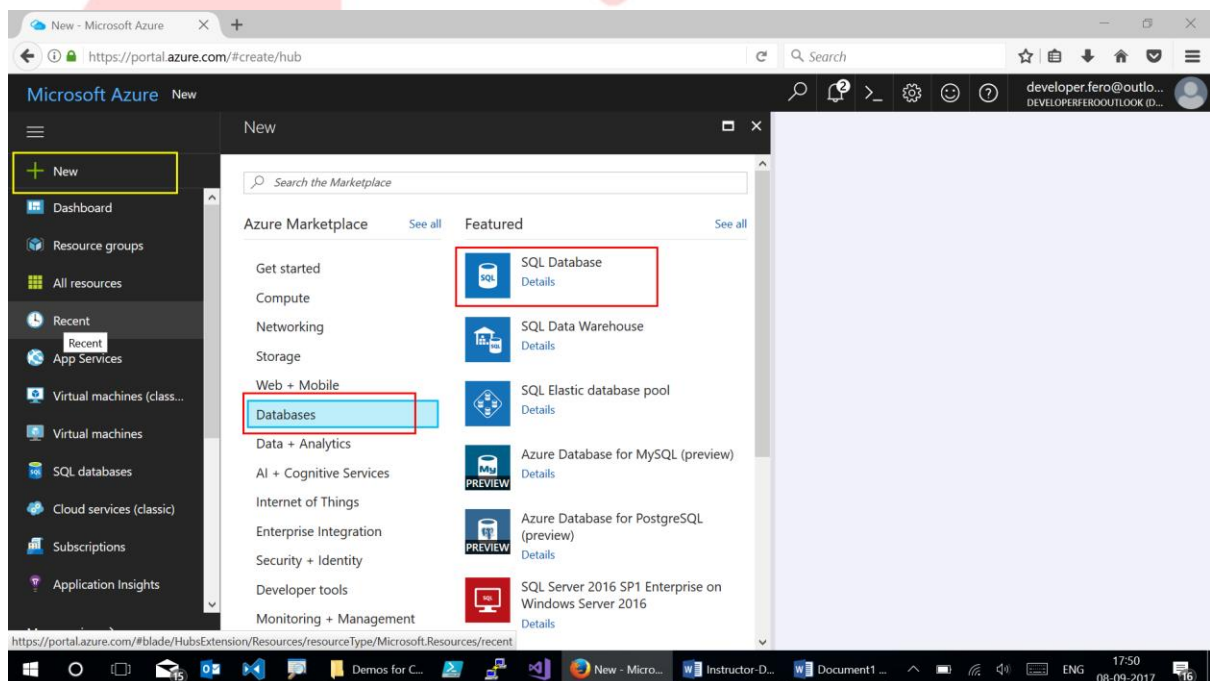 New - Microsoft Azure
https://portal.azure.com/#create/hub
Search
Microsoft Azure New
2
developer.fero@outlo...
DEVELOPERFEROOUTLOOK (D...
New
New
Search the Marketplace
Dashboard
Resource groups
All resources
Recent
Recent
App Services
Virtual machines (class...
Virtual machines
SQL databases
Cloud services (classic)
Subscriptions
Application Insights
Azure Marketplace See all
Get started
Compute
Networking
Storage
Web + Mobile
Databases
Data + Analytics
AI + Cognitive Services
Internet of Things
Enterprise Integration
Security + Identity
Developer tools
Monitoring + Management
Featured See all
SQL
SQL Database
Details
SQL Data Warehouse
Details
SQL Elastic database pool
Details
My
PREVIEW
Azure Database for MySQL (preview)
Details
PREVIEW
Azure Database for PostgreSQL
(preview)
Details
SQL Server 2016 SP1 Enterprise on
Windows Server 2016
Details
https://portal.azure.com/#blade/HubsExtension/Resources/resourceType/Microsoft.Resources/recent
15
Demos for C...
New - Micro...
Instructor-D...
Document1 ...
ENG
17:50
08-09-2017
16